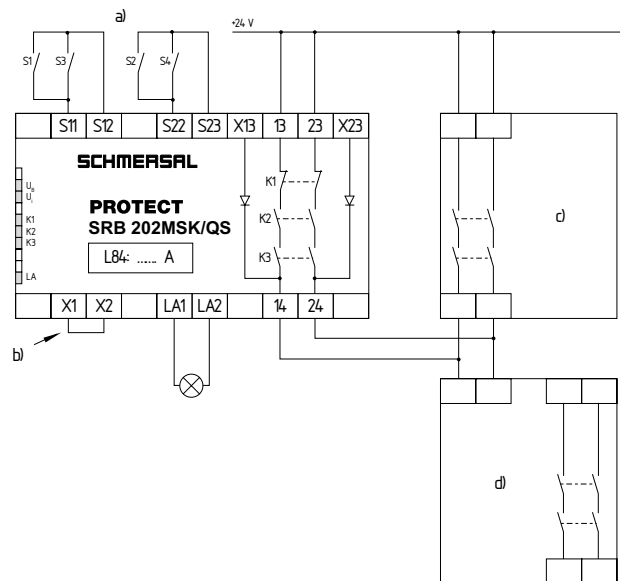 a)
+24 V
S1 S3 S2 S4
S11 S12 S22 S23 X13 13 23 X23
SCHMERSAL
PROTECT
SRB 202MSK/QS
L84: ...... A
UB
Ui
K1
K2
K3
LA
K1
K2
K3
X1 X2 LA1 LA2 14 24
b)
c)
d)